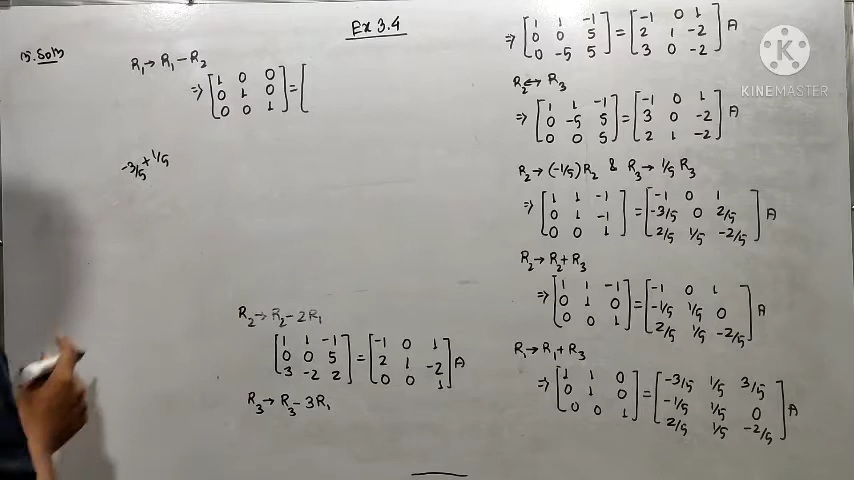 Ex 3.4
15. Soln
R₁→ R₁ - R₂
⇒ [1 0 0; 0 1 0; 0 0 1] = [
-3/5 + 1/5
R₂→ R₂ - 2R₁
[1 1 -1; 0 0 5; 3 -2 2] = [-1 0 1; 2 1 -2; 0 0 1] A
R₃→ R₃ - 3R₁
⇒ [1 1 -1; 0 0 5; 0 -5 5] = [-1 0 1; 2 1 -2; 3 0 -2] A
R₂↔ R₃
⇒ [1 1 -1; 0 -5 5; 0 0 5] = [-1 0 1; 3 0 -2; 2 1 -2] A
R₂→ (-1/5) R₂ & R₃→ 1/5 R₃
⇒ [1 1 -1; 0 1 -1; 0 0 1] = [-1 0 1; -3/5 0 2/5; 2/5 1/5 -2/5] A
R₂→ R₂ + R₃
⇒ [1 1 -1; 0 1 0; 0 0 1] = [-1 0 1; -1/5 1/5 0; 2/5 1/5 -2/5] A
R₁→ R₁ + R₃
⇒ [1 1 0; 0 1 0; 0 0 1] = [-3/5 1/5 3/5; -1/5 1/5 0; 2/5 1/5 -2/5] A
KINEMASTER